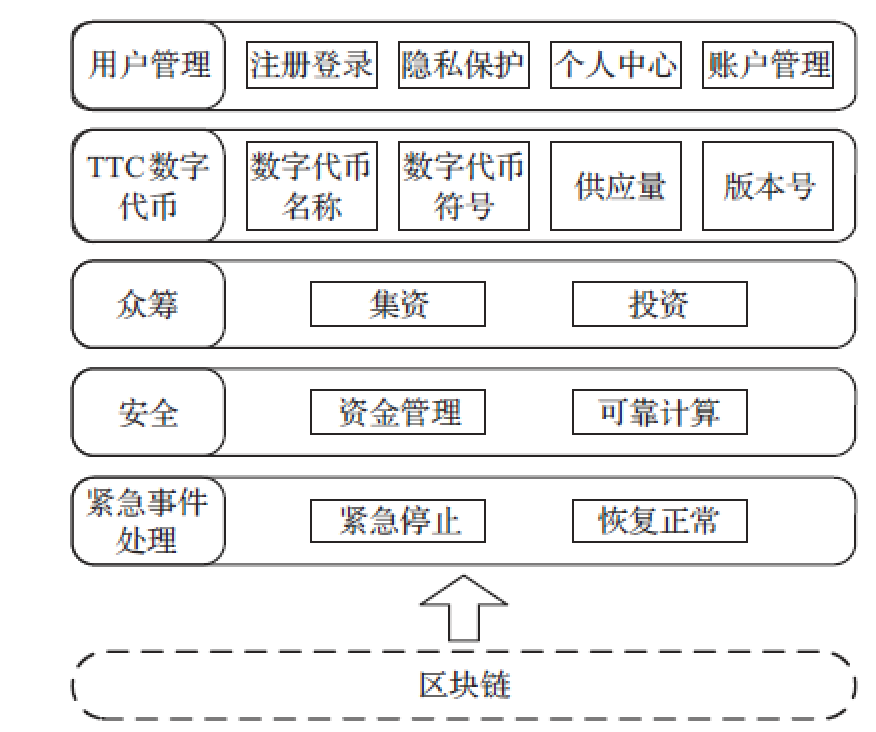 用户管理 注册登录 隐私保护 个人中心 账户管理
TTC数字 数字代币 数字代币 供应量 版本号
代币 名称 符号
众筹 集资 投资
安全 资金管理 可靠计算
紧急事件
处理 紧急停止 恢复正常
区块链